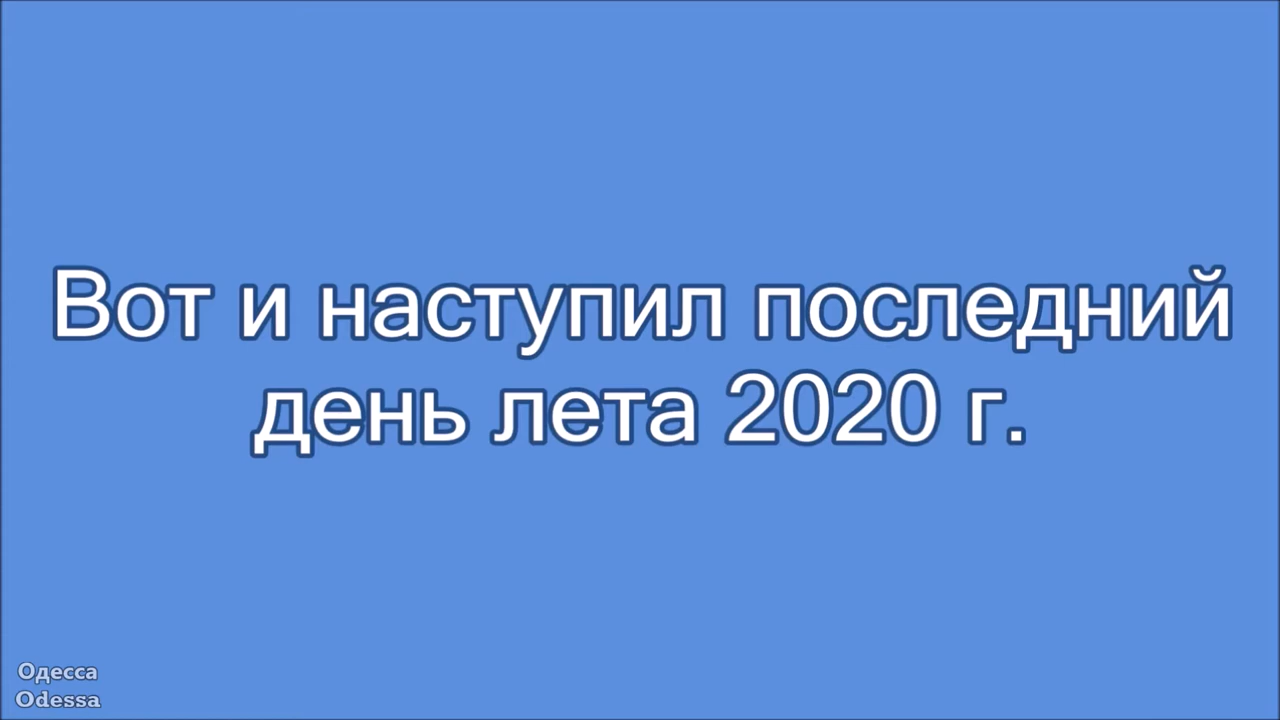 Вот и наступил последний
день лета 2020 г.
Одесса
Odessa